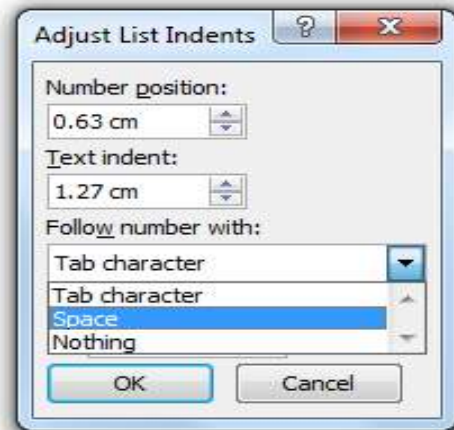 Adjust List Indents
Number position:
0.63 cm
Text indent:
1.27 cm
Follow number with:
Tab character
Tab character
Space
Nothing
OK
Cancel